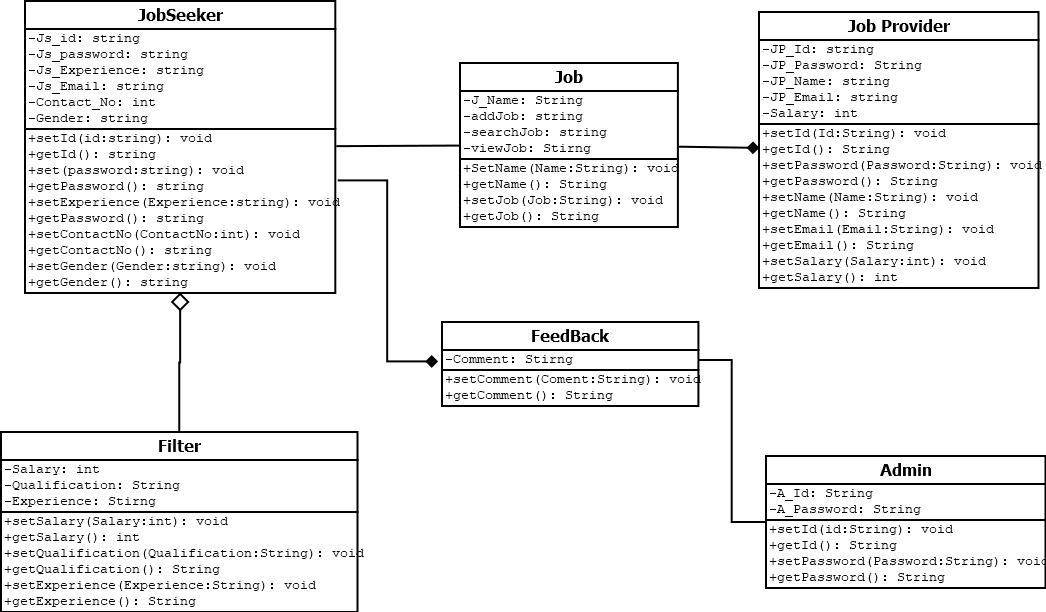 JobSeeker
-Js_id: string
-Js_password: string
-Js_Experience: string
-Js_Email: string
-Contact_No: int
-Gender: string
+setId(id:string): void
+getId(): string
+set(password:string): void
+getPassword(): string
+setExperience(Experience:string): void
+getPassword(): string
+setContactNo(ContactNo:int): void
+getContactNo(): string
+setGender(Gender:string): void
+getGender(): string
Job
-J_Name: String
-addJob: string
-searchJob: string
-viewJob: Stirng
+SetName(Name:String): void
+getName(): String
+setJob(Job:String): void
+getJob(): String
Job Provider
-JP_Id: string
-JP_Password: String
-JP_Name: string
-JP_Email: string
-Salary: int
+setId(Id:String): void
+getId(): String
+setPassword(Password:String): void
+getPassword(): String
+setName(Name:String): void
+getName(): String
+setEmail(Email:String): void
+getEmail(): String
+setSalary(Salary:int): void
+getSalary(): int
FeedBack
-Comment: Stirng
+setComment(Coment:String): void
+getComment(): String
Filter
-Salary: int
-Qualification: String
-Experience: Stirng
+setSalary(Salary:int): void
+getSalary(): int
+setQualification(Qualification:String): void
+getQualification(): String
+setExperience(Experience:String): void
+getExperience(): String
Admin
-A_Id: String
-A_Password: String
+setId(id:String): void
+getId(): String
+setPassword(Password:String): void
+getPassword(): String